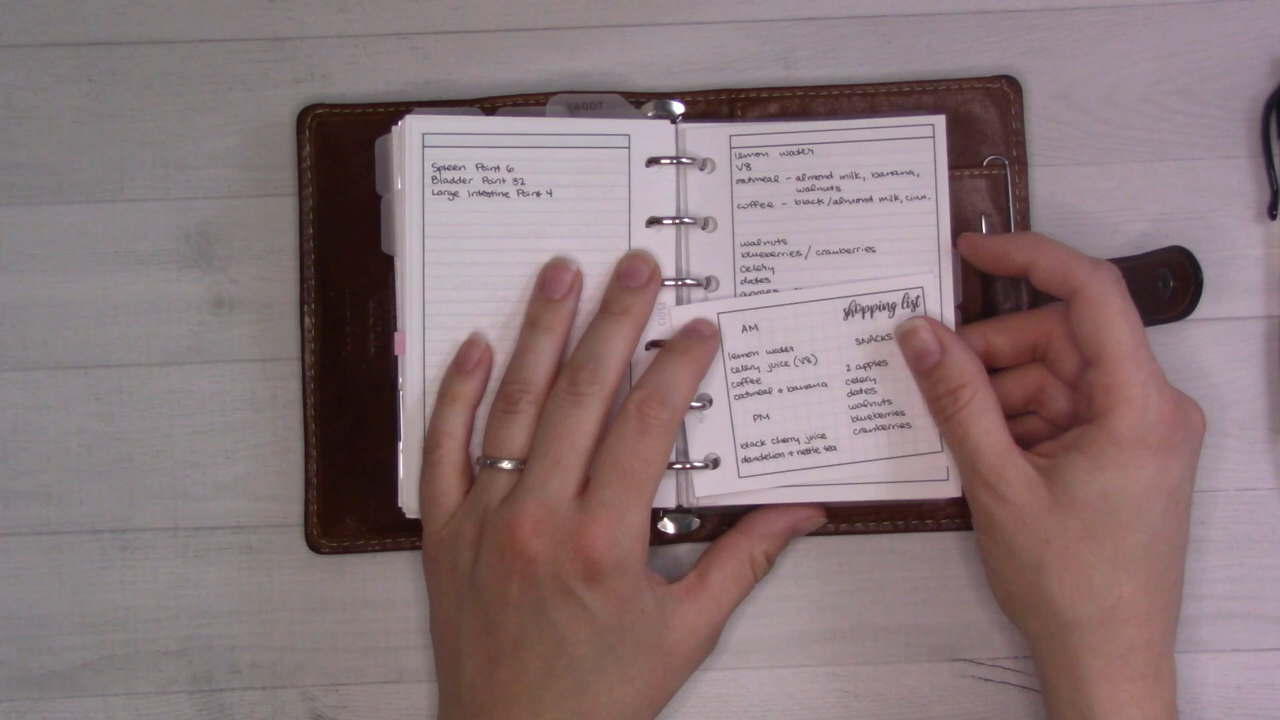 TODAY
Spleen Point 6
Bladder Point 32
Large Intestine Point 4
lemon water
V8
oatmeal - almond milk, banana,
walnuts
coffee - black/almond milk, cinn.
walnuts
blueberries / cranberries
celery
dates
apples
shopping list
AM
lemon water
celery juice (V8)
coffee
oatmeal + banana
PM
black cherry juice
dandelion + nettle tea
SNACKS
2 apples
celery
dates
walnuts
blueberries
cranberries